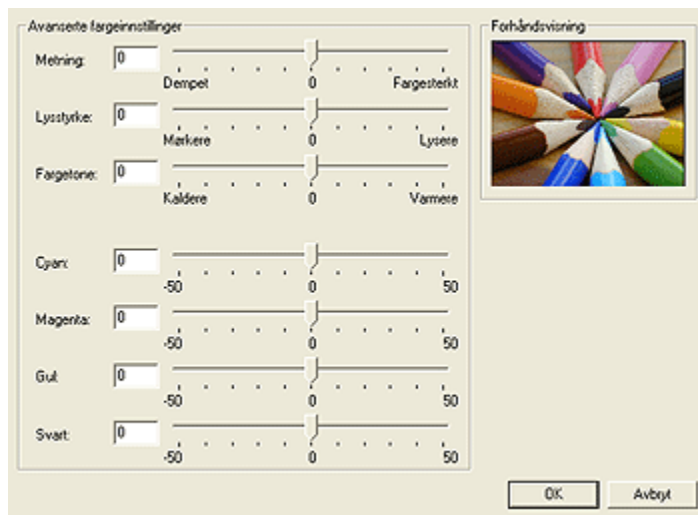 Avanserte fargeinnstillinger
Metning: 0
Dempet 0 Fargesterkt
Lysstyrke: 0
Mørkere 0 Lysere
Fargetone: 0
Kaldere 0 Varmere
Cyan: 0
-50 0 50
Magenta: 0
-50 0 50
Gul: 0
-50 0 50
Svart: 0
-50 0 50
Forhåndsvisning
OK Avbryt